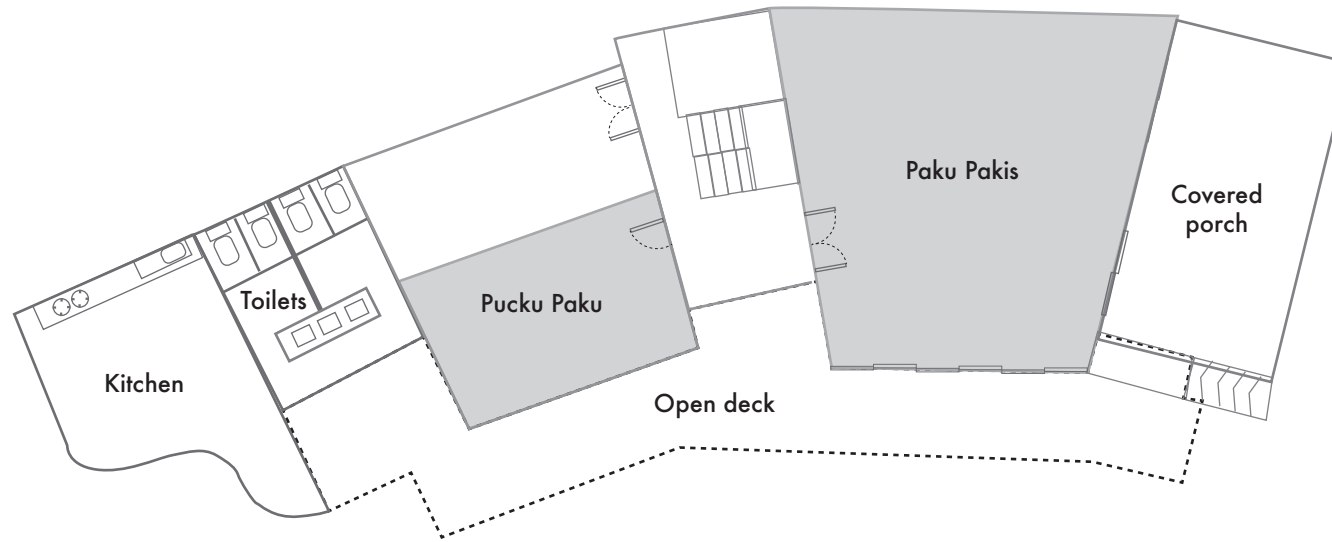 Kitchen
Toilets
Pucku Paku
Open deck
Paku Pakis
Covered
porch